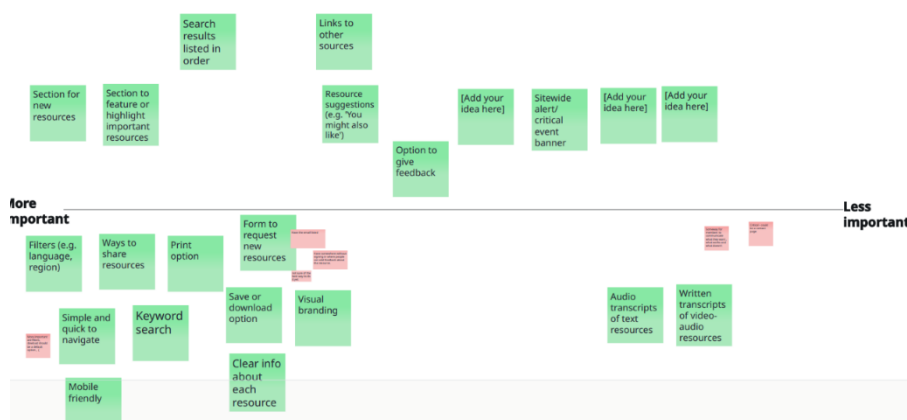 Search
results
listed in
order
Links to
other
sources
Section for
new
resources
Section to
feature or
highlight
important
resources
Resource
suggestions
(e.g. 'You
might also
like')
[Add your
idea here]
Sitewide
alert/
critical
event
banner
[Add your
idea here]
[Add your
idea here]
Option to
give
feedback
More
important
Less
important
Filters (e.g.
language,
region)
Ways to
share
resources
Print
option
Form to
request
new
resources
Simple and
quick to
navigate
Keyword
search
Save or
download
option
Visual
branding
Audio
transcripts
of text
resources
Written
transcripts
of video-
audio
resources
Mobile
friendly
Clear info
about
each
resource